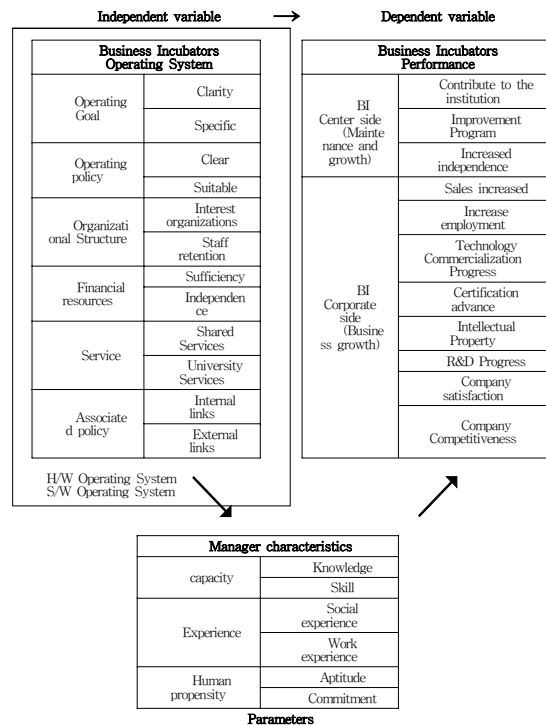 Independent variable
Dependent variable
Business Incubators
Operating System
Operating
Goal
Clarity
Specific
Operating
policy
Clear
Suitable
Organizati
onal Structure
Interest
organizations
Staff
retention
Financial
resources
Sufficiency
Independen
ce
Service
Shared
Services
University
Services
Associate
d policy
Internal
links
External
links
H/W Operating System
S/W Operating System
Business Incubators
Performance
BI
Center side
(Mainte
nance and
growth)
Contribute to the
institution
Improvement
Program
Increased
independence
BI
Corporate
side
(Busine
ss growth)
Sales increased
Increase
employment
Technology
Commercialization
Progress
Certification
advance
Intellectual
Property
R&D Progress
Company
satisfaction
Company
Competitiveness
Manager characteristics
capacity
Knowledge
Skill
Experience
Social
experience
Work
experience
Human
propensity
Aptitude
Commitment
Parameters